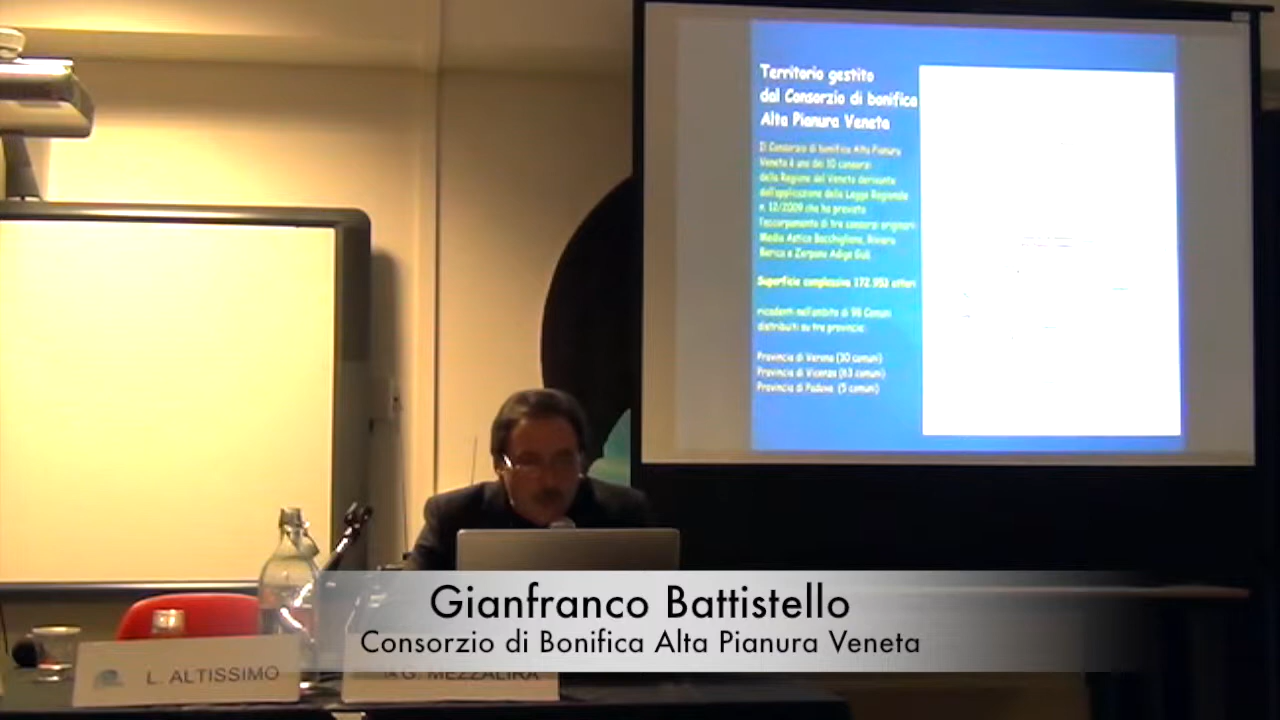 Territorio gestito
dal Consorzio di bonifica
Alta Pianura Veneta
Il Consorzio di bonifica Alta Pianura
Veneto è uno dei 10 consorzi
della Regione del Veneto derivante
dall'applicazione della Legge Regionale
n. 12/2009 che ha previsto
l'accorpamento di tre consorzi originari
Medio Astico Bacchiglione, Riviera
Berica e Zerpano Adige Guà
Superficie complessiva 172.953 ettari
ricadenti nell'ambito di 98 Comuni
distribuiti su tre provincie:
Provincia di Verona (30 comuni)
Provincia di Vicenza (63 comuni)
Provincia di Padova (5 comuni)
Gianfranco Battistello
Consorzio di Bonifica Alta Pianura Veneta
L. ALTISSIMO
G. MEZZALIRA